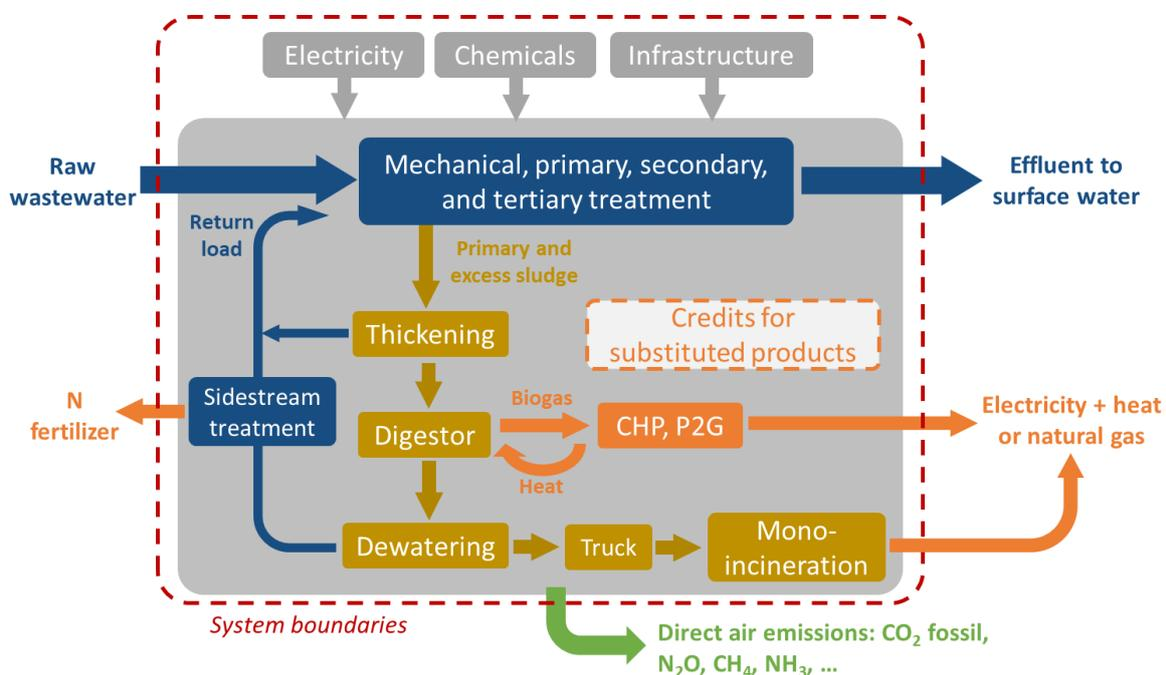 Electricity
Chemicals
Infrastructure
Raw
wastewater
Mechanical, primary, secondary,
and tertiary treatment
Effluent to
surface water
Return
load
Primary and
excess sludge
Thickening
Credits for
substituted products
N
fertilizer
Sidestream
treatment
Digestor
Biogas
Heat
CHP, P2G
Electricity + heat
or natural gas
Dewatering
Truck
Mono-
incineration
System boundaries
Direct air emissions: CO₂ fossil,
N₂O, CH₄, NH₃, ...